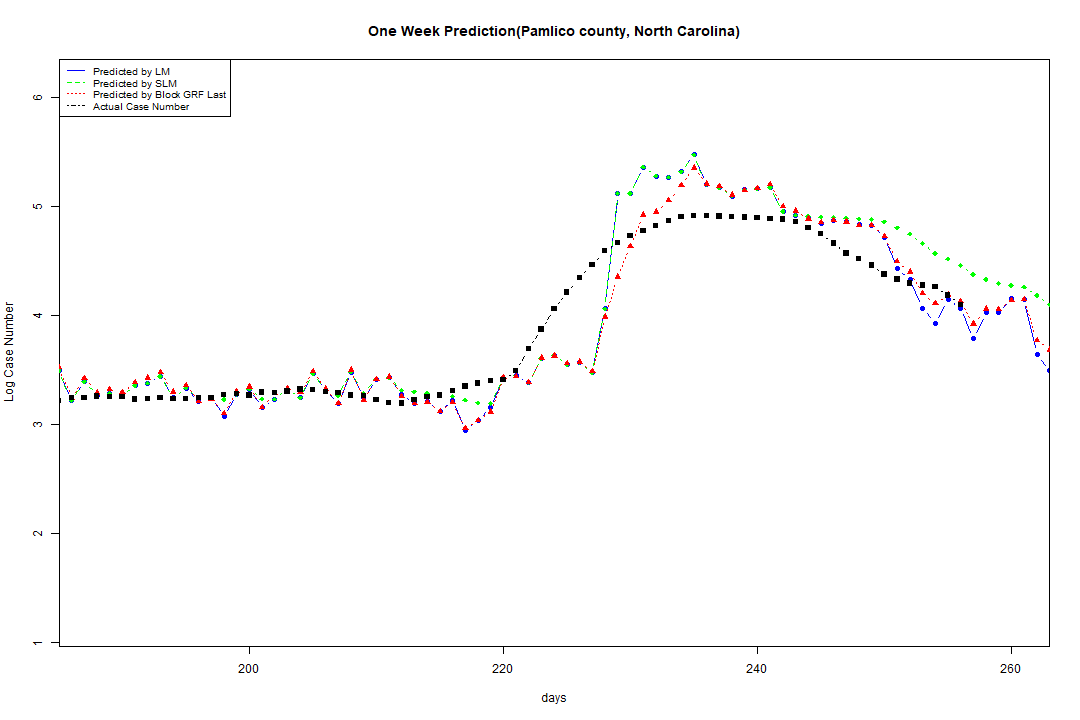 One Week Prediction(Pamlico county, North Carolina)
Predicted by LM
Predicted by SLM
Predicted by Block GRF Last
Actual Case Number
6
5
4
3
2
1
Log Case Number
200
220
240
260
days